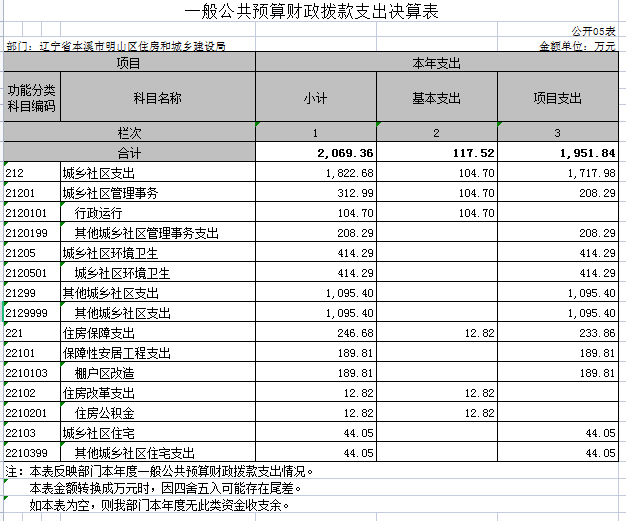 一般公共预算财政拨款支出决算表
公开05表
部门：辽宁省本溪市明山区住房和城乡建设局 金额单位：万元
项目 本年支出
功能分类科目编码 科目名称 小计 基本支出 项目支出
栏次 1 2 3
合计 2,069.36 117.52 1,951.84
212 城乡社区支出 1,822.68 104.70 1,717.98
21201 城乡社区管理事务 312.99 104.70 208.29
2120101 行政运行 104.70 104.70
2120199 其他城乡社区管理事务支出 208.29 208.29
21205 城乡社区环境卫生 414.29 414.29
2120501 城乡社区环境卫生 414.29 414.29
21299 其他城乡社区支出 1,095.40 1,095.40
2129999 其他城乡社区支出 1,095.40 1,095.40
221 住房保障支出 246.68 12.82 233.86
22101 保障性安居工程支出 189.81 189.81
2210103 棚户区改造 189.81 189.81
22102 住房改革支出 12.82 12.82
2210201 住房公积金 12.82 12.82
22103 城乡社区住宅 44.05 44.05
2210399 其他城乡社区住宅支出 44.05 44.05
注：本表反映部门本年度一般公共预算财政拨款支出情况。
本表金额转换成万元时，因四舍五入可能存在尾差。
如本表为空，则我部门本年度无此类资金收支余。